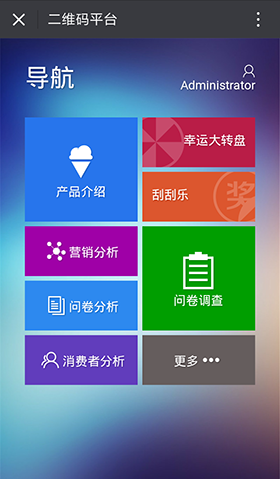 二维码平台
导航
Administrator
产品介绍
幸运大转盘
刮刮乐
奖
营销分析
问卷分析
问卷调查
消费者分析
更多